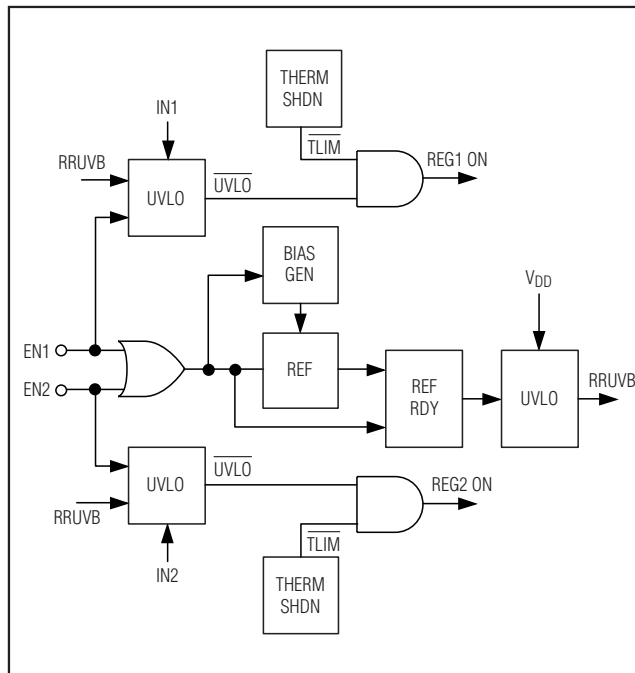 THERM
SHDN
IN1
TLIM
REG1 ON
RRUVB
UVLO
UVLO
BIAS
GEN
VDD
EN1
REF
REF
RDY
UVLO
RRUVB
EN2
UVLO
REG2 ON
UVLO
RRUVB
TLIM
IN2
THERM
SHDN